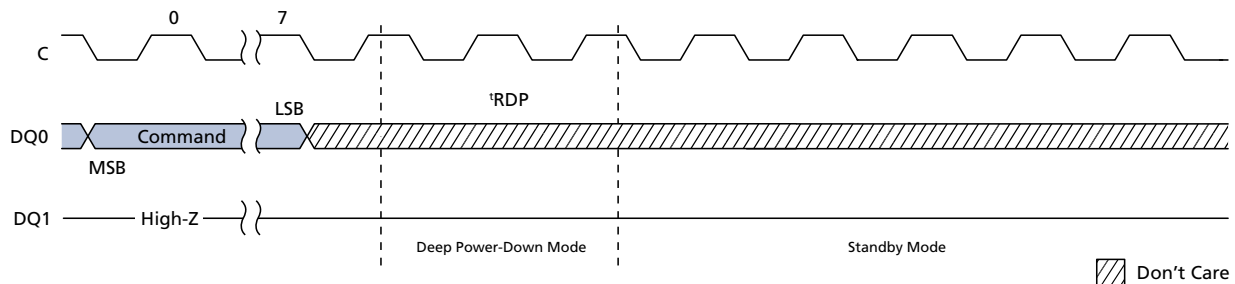 0 7
C
LSB
ᵗRDP
DQ0 Command
MSB
DQ1 High-Z
Deep Power-Down Mode Standby Mode
Don't Care